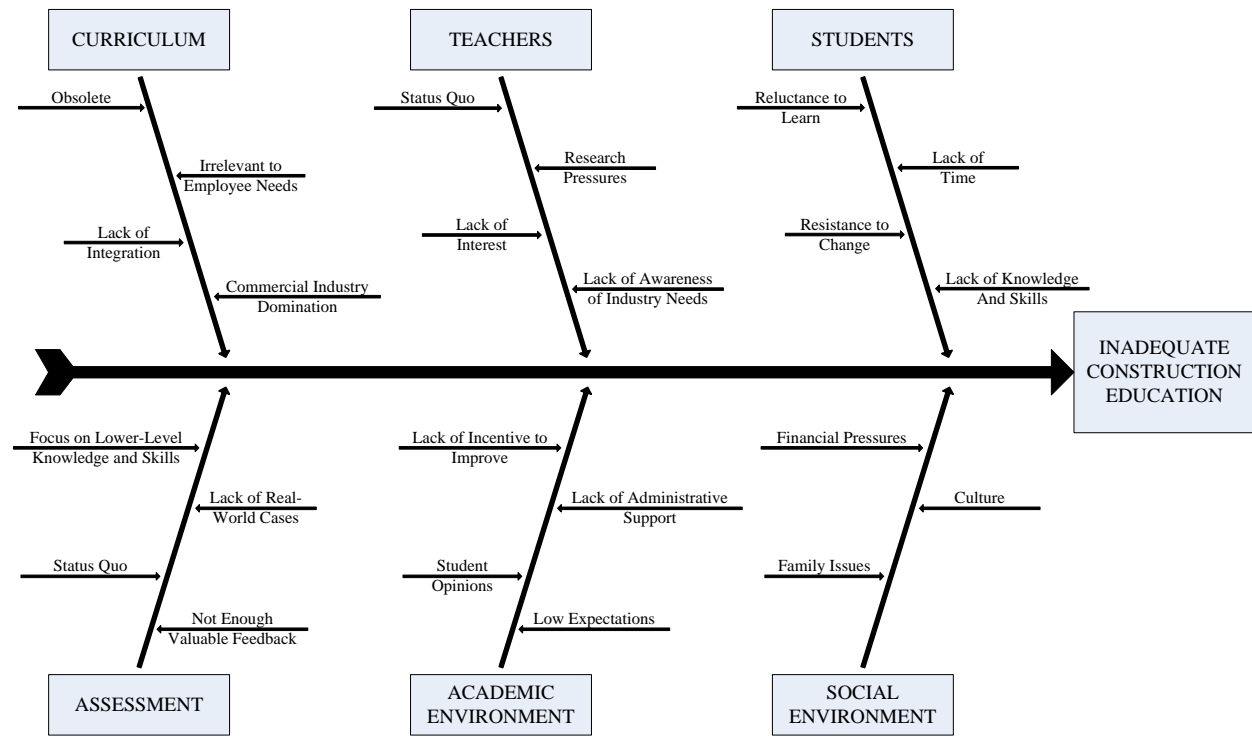 CURRICULUM
TEACHERS
STUDENTS
Obsolete
Irrelevant to
Employee Needs
Lack of
Integration
Commercial Industry
Domination
Status Quo
Research
Pressures
Lack of
Interest
Lack of Awareness
of Industry Needs
Reluctance to
Learn
Lack of
Time
Resistance to
Change
Lack of Knowledge
And Skills
INADEQUATE
CONSTRUCTION
EDUCATION
Focus on Lower-Level
Knowledge and Skills
Lack of Real-
World Cases
Status Quo
Not Enough
Valuable Feedback
Lack of Incentive to
Improve
Lack of Administrative
Support
Student
Opinions
Low Expectations
Financial Pressures
Culture
Family Issues
ASSESSMENT
ACADEMIC
ENVIRONMENT
SOCIAL
ENVIRONMENT